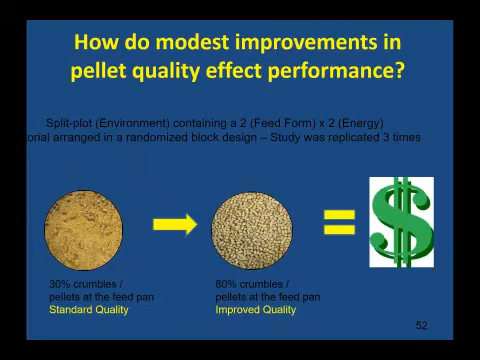 How do modest improvements in
pellet quality effect performance?
Split-plot (Environment) containing a 2 (Feed Form) x 2 (Energy)
torial arranged in a randomized block design – Study was replicated 3 times
$
30% crumbles /
pellets at the feed pan
Standard Quality
80% crumbles /
pellets at the feed pan
Improved Quality
52